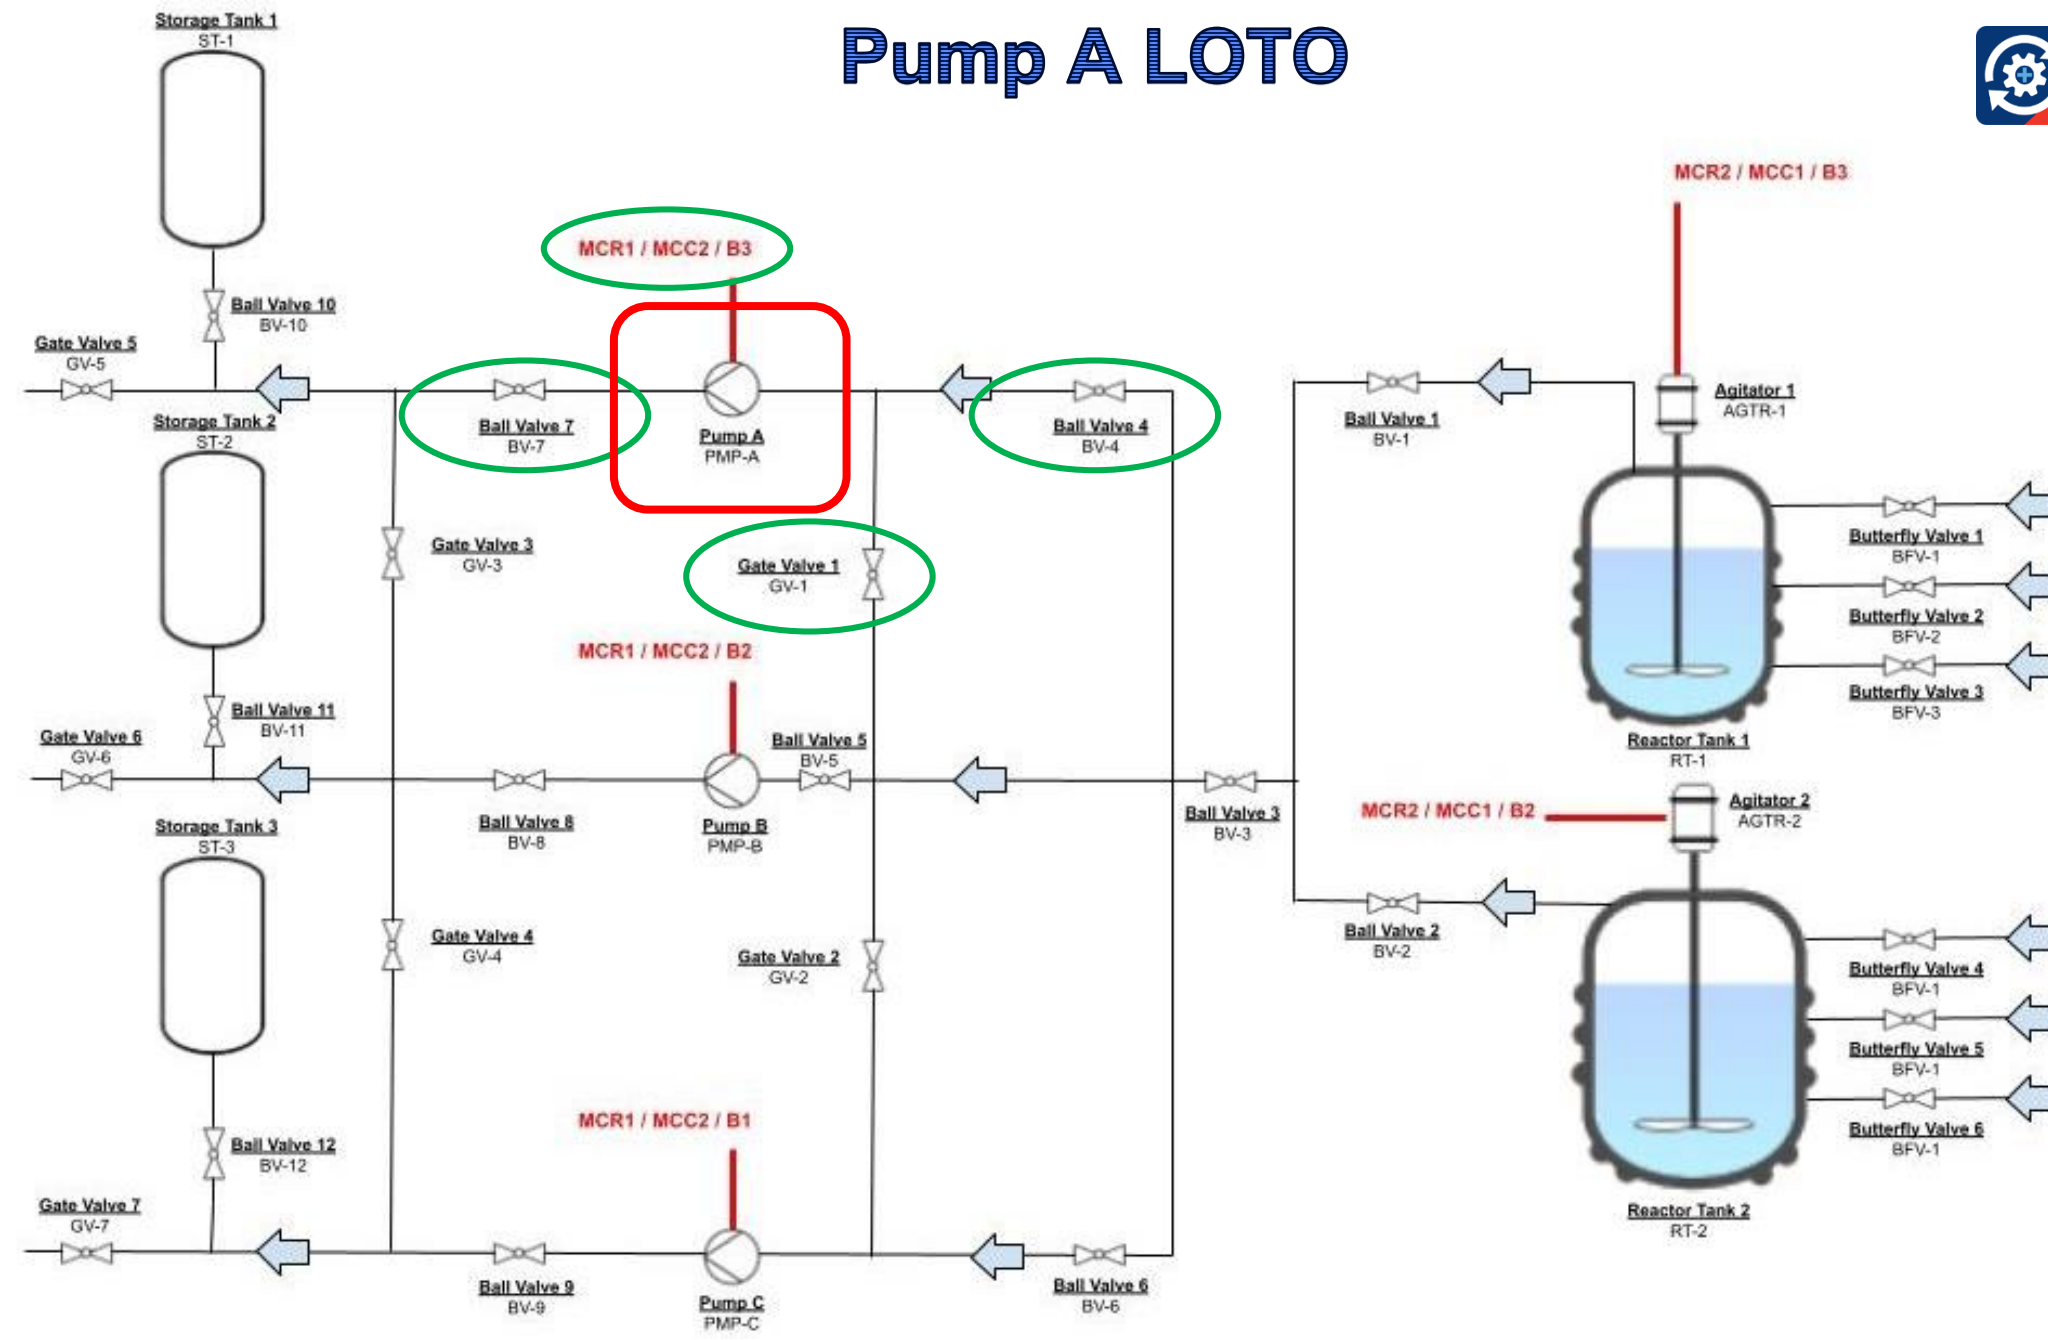 Pump A LOTO
Storage Tank 1
ST-1
MCR2 / MCC1 / B3
MCR1 / MCC2 / B3
Ball Valve 10
BV-10
Gate Valve 5
GV-5
Ball Valve 7
BV-7
Pump A
PMP-A
Ball Valve 4
BV-4
Ball Valve 1
BV-1
Agitator 1
AGTR-1
Storage Tank 2
ST-2
Gate Valve 3
GV-3
Gate Valve 1
GV-1
Butterfly Valve 1
BFV-1
Butterfly Valve 2
BFV-2
Butterfly Valve 3
BFV-3
MCR1 / MCC2 / B2
Ball Valve 11
BV-11
Gate Valve 6
GV-6
Ball Valve 5
BV-5
Reactor Tank 1
RT-1
Ball Valve 8
BV-8
Pump B
PMP-B
Ball Valve 3
BV-3
MCR2 / MCC1 / B2
Agitator 2
AGTR-2
Storage Tank 3
ST-3
Gate Valve 4
GV-4
Gate Valve 2
GV-2
Ball Valve 2
BV-2
Butterfly Valve 4
BFV-1
Butterfly Valve 5
BFV-1
Butterfly Valve 6
BFV-1
MCR1 / MCC2 / B1
Ball Valve 12
BV-12
Gate Valve 7
GV-7
Reactor Tank 2
RT-2
Ball Valve 9
BV-9
Pump C
PMP-C
Ball Valve 6
BV-6